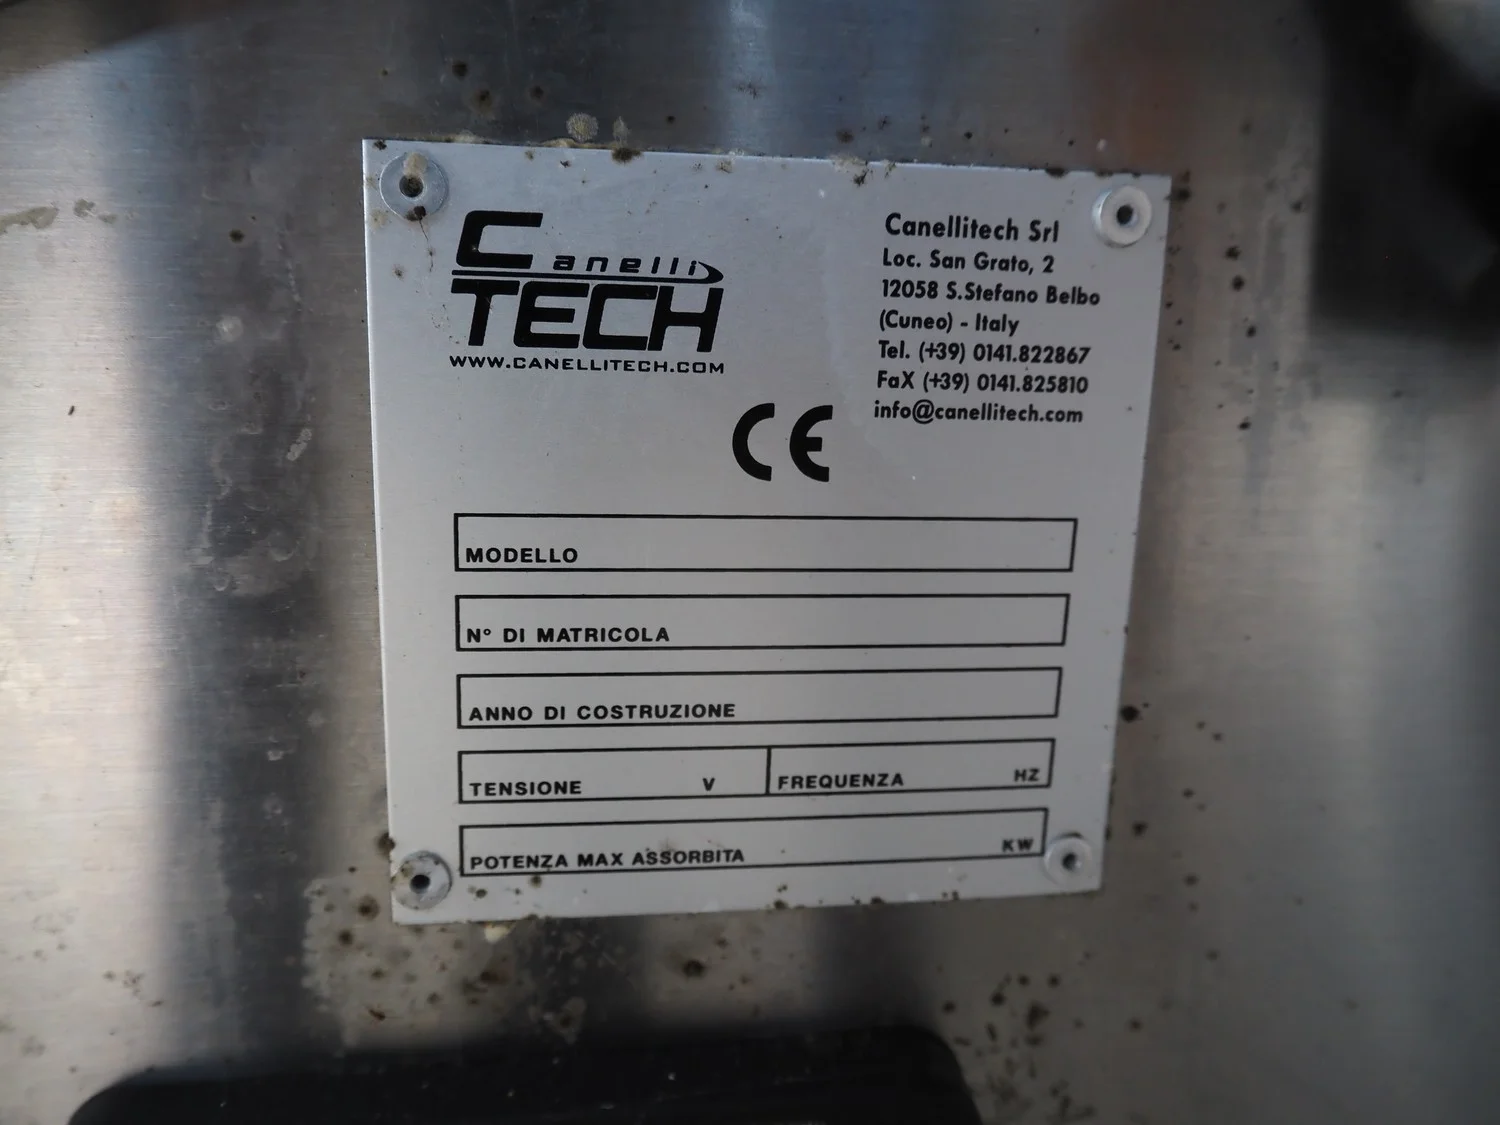 Canelli
TECH
WWW.CANELLITECH.COM
Canellitech Srl
Loc. San Grato, 2
12058 S.Stefano Belbo
(Cuneo) - Italy
Tel. (+39) 0141.822867
FaX (+39) 0141.825810
info@canellitech.com
CE
MODELLO
N° DI MATRICOLA
ANNO DI COSTRUZIONE
TENSIONE V FREQUENZA HZ
POTENZA MAX ASSORBITA KW